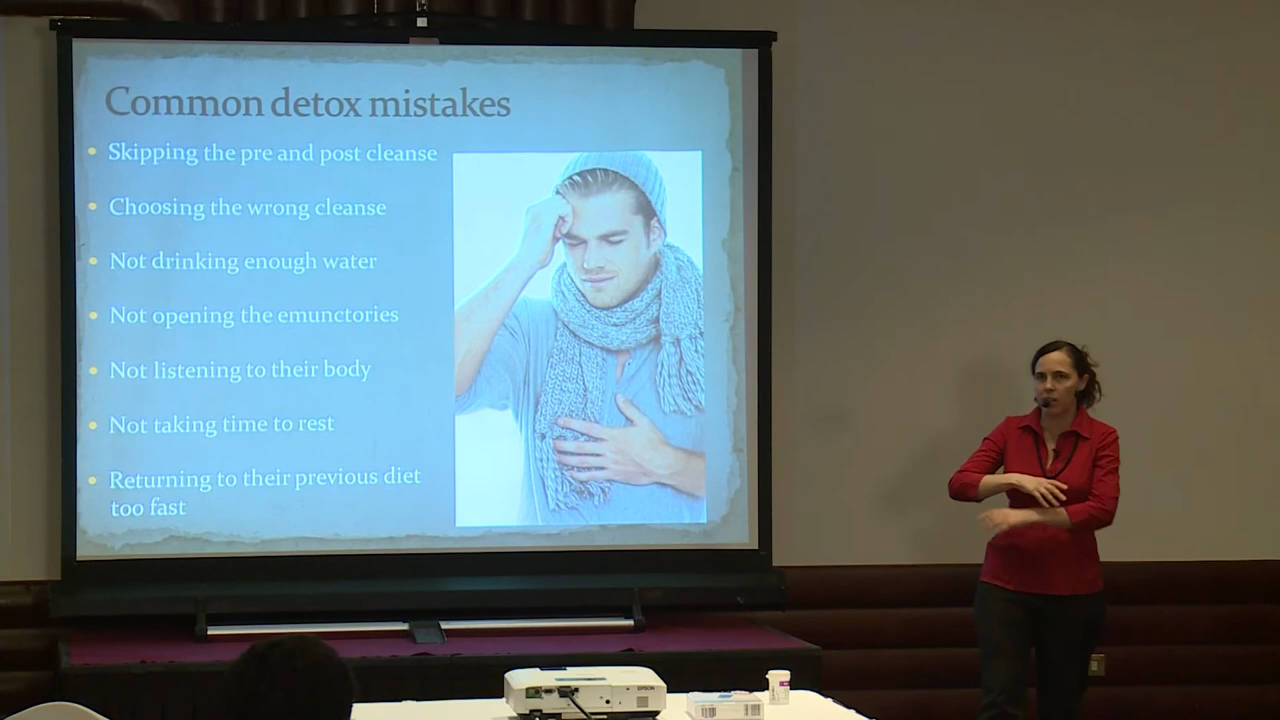 Common detox mistakes
Skipping the pre and post cleanse
Choosing the wrong cleanse
Not drinking enough water
Not opening the emunctories
Not listening to their body
Not taking time to rest
Returning to their previous diet
too fast
EPSON